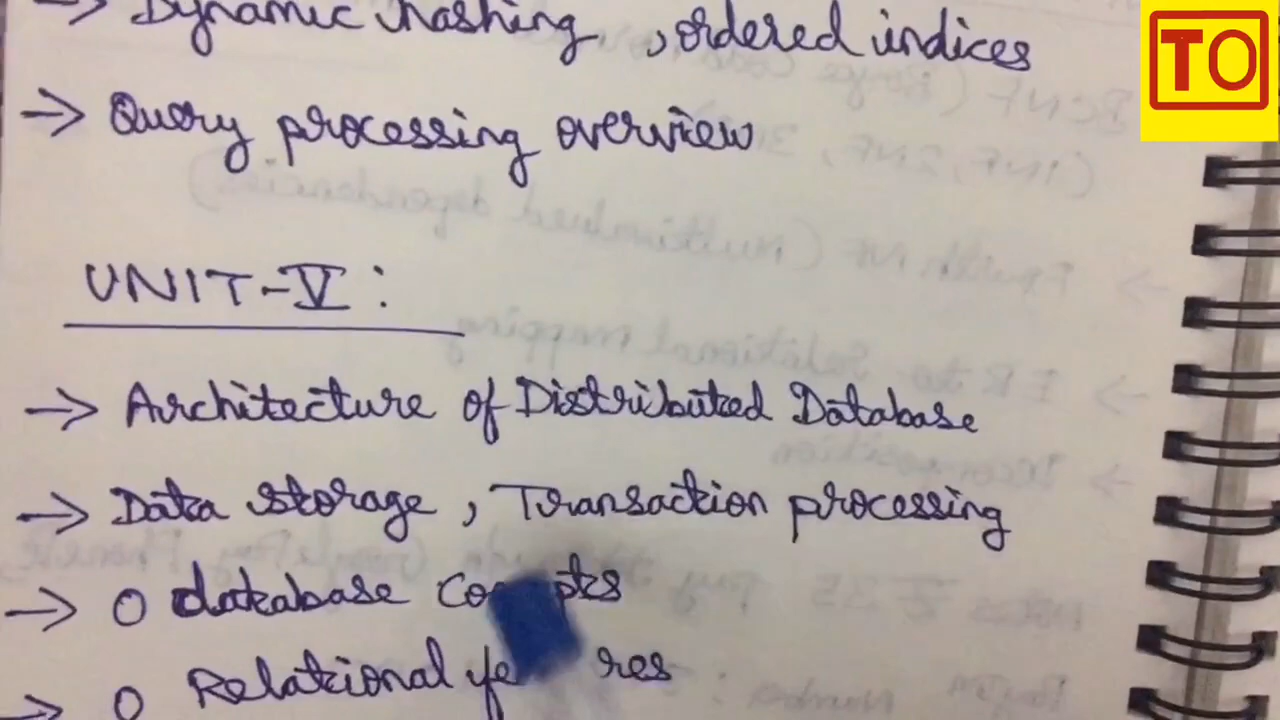 → Dynamic hashing, ordered indices
TO
→ Query processing overview
UNIT-V:
→ Architecture of Distributed Database
→ Data storage, Transaction processing
→ O database
→ O Relational